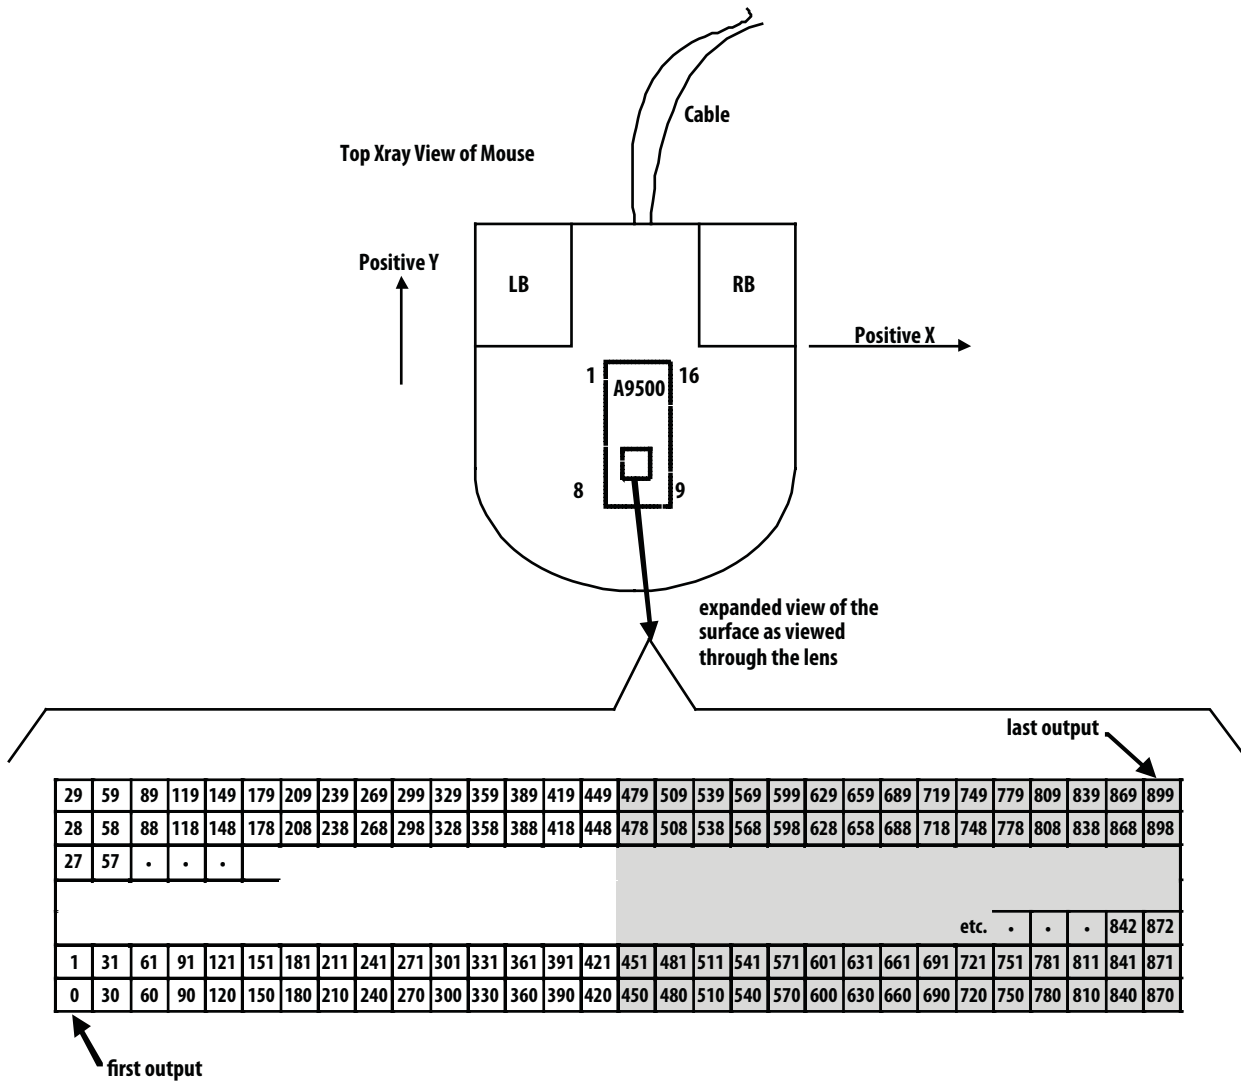 Cable
Top Xray View of Mouse
Positive Y
LB
RB
Positive X
1
16
A9500
8
9
expanded view of the
surface as viewed
through the lens
last output
29 59 89 119 149 179 209 239 269 299 329 359 389 419 449 479 509 539 569 599 629 659 689 719 749 779 809 839 869 899
28 58 88 118 148 178 208 238 268 298 328 358 388 418 448 478 508 538 568 598 628 658 688 718 748 778 808 838 868 898
27 57 . . .
etc. . . . 842 872
1 31 61 91 121 151 181 211 241 271 301 331 361 391 421 451 481 511 541 571 601 631 661 691 721 751 781 811 841 871
0 30 60 90 120 150 180 210 240 270 300 330 360 390 420 450 480 510 540 570 600 630 660 690 720 750 780 810 840 870
first output